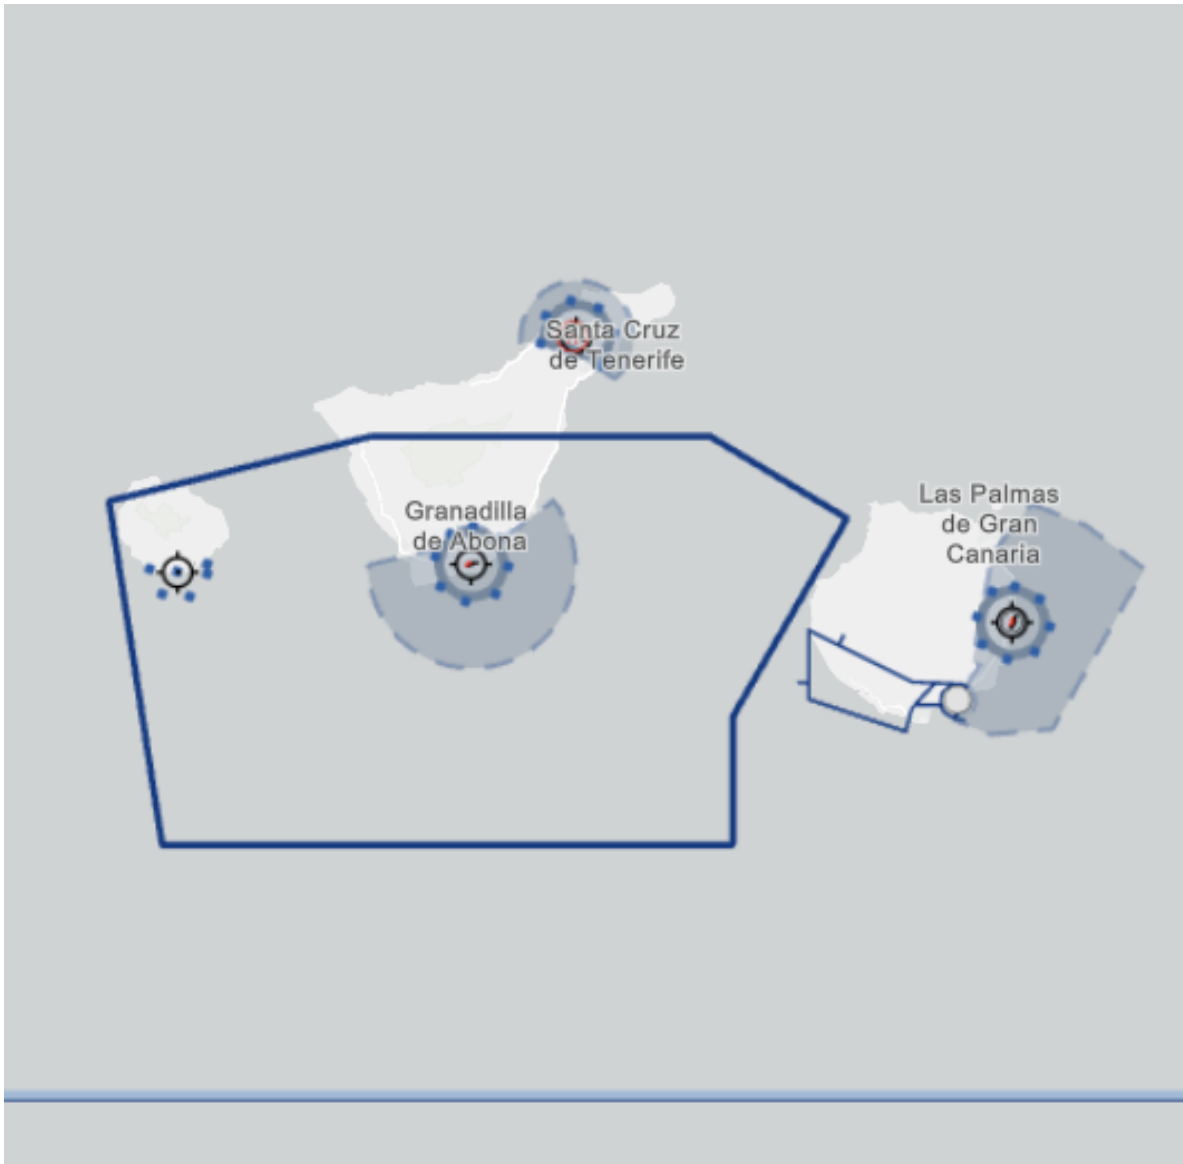 Santa Cruz
de Tenerife
Granadilla
de Abona
Las Palmas
de Gran
Canaria